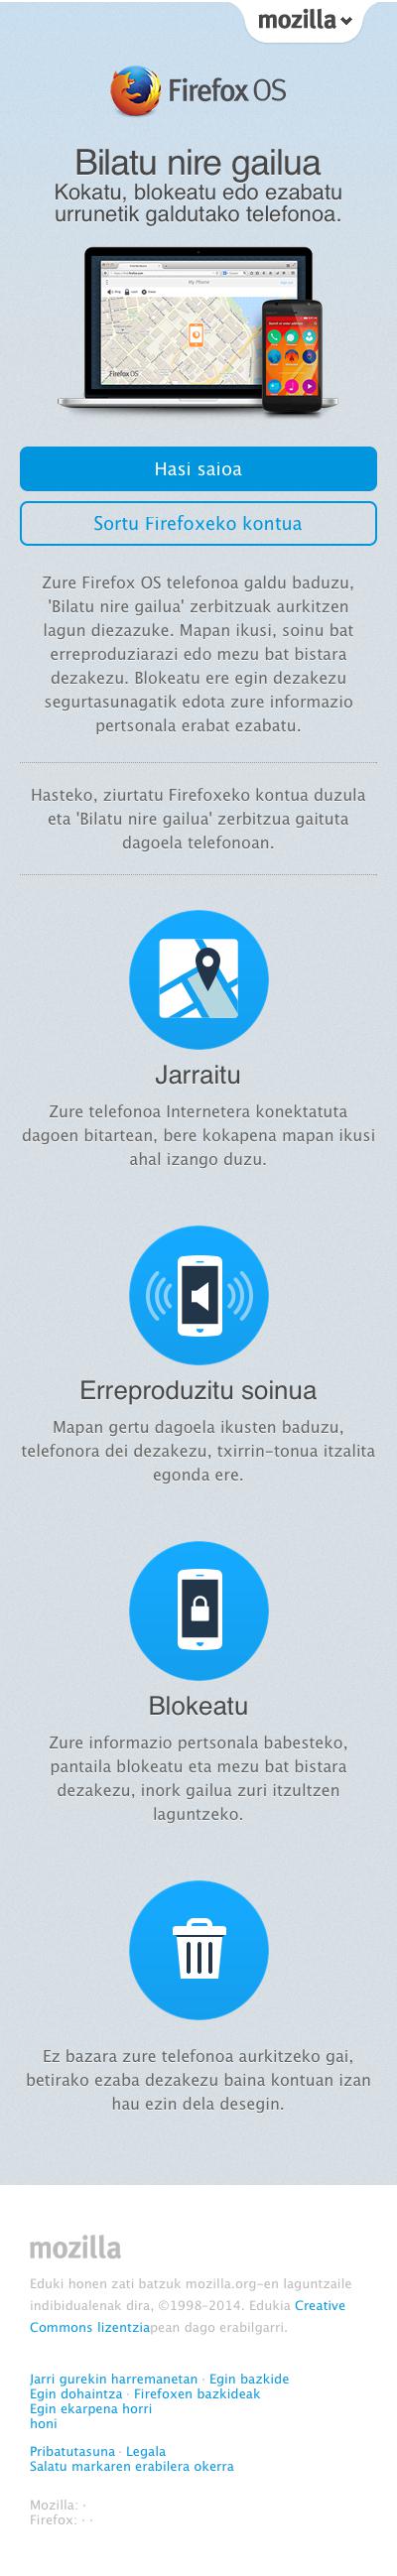 mozilla
Firefox OS
Bilatu nire gailua
Kokatu, blokeatu edo ezabatu
urrunetik galdutako telefonoa.
My Phone
Firefox OS
Hasi saioa
Sortu Firefoxeko kontua
Zure Firefox OS telefonoa galdu baduzu,
'Bilatu nire gailua' zerbitzuak aurkitzen
lagun diezazuke. Mapan ikusi, soinu bat
erreproduziarazi edo mezu bat bistara
dezakezu. Blokeatu ere egin dezakezu
segurtasunagatik edota zure informazio
pertsonala erabat ezabatu.
Hasteko, ziurtatu Firefoxeko kontua duzula
eta 'Bilatu nire gailua' zerbitzua gaituta
dagoela telefonoan.
Jarraitu
Zure telefonoa Internetera konektatuta
dagoen bitartean, bere kokapena mapan ikusi
ahal izango duzu.
Erreproduzitu soinua
Mapan gertu dagoela ikusten baduzu,
telefonora dei dezakezu, txirrin-tonua itzalita
egonda ere.
Blokeatu
Zure informazio pertsonala babesteko,
pantaila blokeatu eta mezu bat bistara
dezakezu, inork gailua zuri itzultzen
laguntzeko.
Ez bazara zure telefonoa aurkitzeko gai,
betirako ezaba dezakezu baina kontuan izan
hau ezin dela desegin.
mozilla
Eduki honen zati batzuk mozilla.org-en laguntzaile
indibidualenak dira, ©1998-2014. Edukia Creative
Commons lizentziapean dago erabilgarri.
Jarri gurekin harremanetan · Egin bazkide
Egin dohaintza · Firefoxen bazkideak
Egin ekarpena horri
honi
Pribatutasuna · Legala
Salatu markaren erabilera okerra
Mozilla: ·
Firefox: · ·